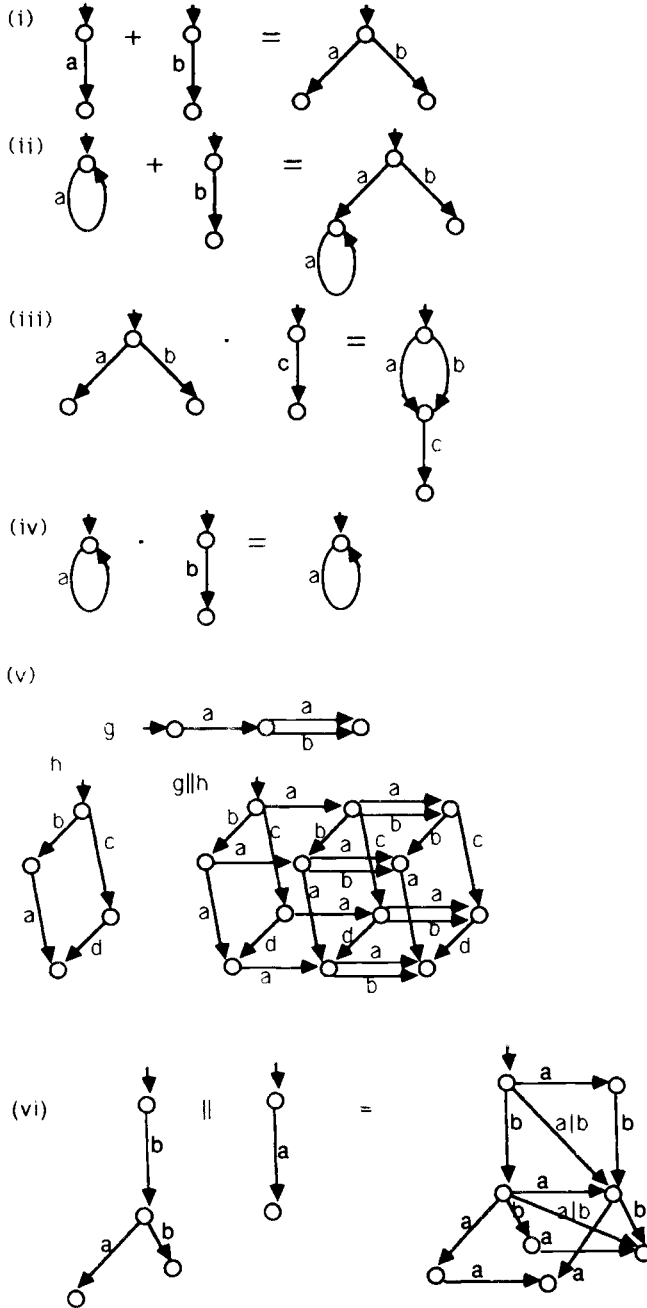 (i)
a + b = a b
(ii)
a + b = a b
a
(iii)
a b · c = a b
c
(iv)
a · b = a
(v)
g a a
b
h
g||h
b c
a d
a a
b c b b c b c
a a
b
a a a
a a
b
d d
a a
b
(vi)
b || a = a
b a|b b
a b
a
b a|b b
a a
a a